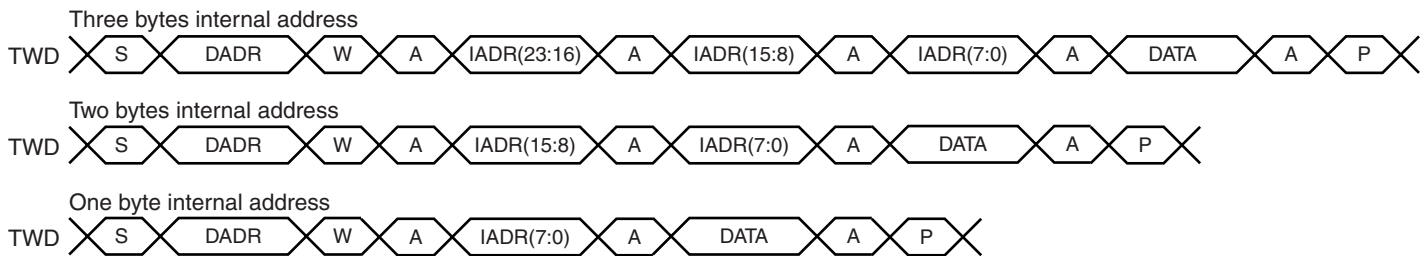 Three bytes internal address
TWD S DADR W A IADR(23:16) A IADR(15:8) A IADR(7:0) A DATA A P
Two bytes internal address
TWD S DADR W A IADR(15:8) A IADR(7:0) A DATA A P
One byte internal address
TWD S DADR W A IADR(7:0) A DATA A P